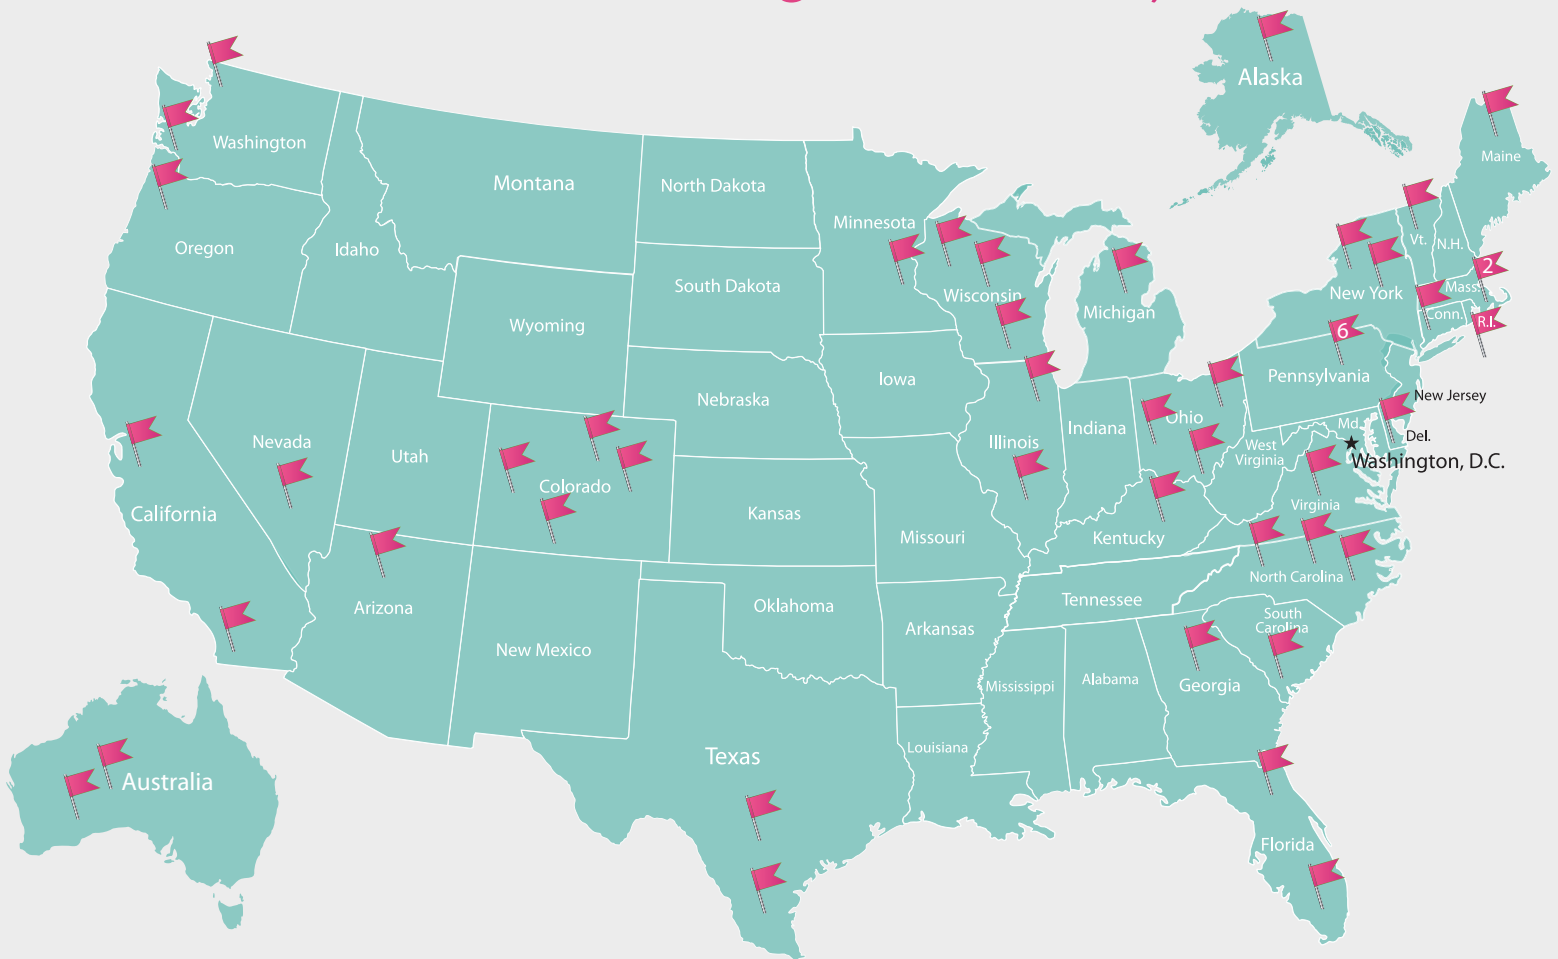 Alaska
Washington
Maine
Montana
North Dakota
Minnesota
Oregon
Idaho
Vt.
N.H.
2
South Dakota
Wisconsin
Michigan
New York
Mass.
Conn.
R.I.
Wyoming
6
Iowa
Pennsylvania
Nebraska
New Jersey
Nevada
Utah
Illinois
Indiana
Ohio
Md.
Del.
West
Virginia
Washington, D.C.
Colorado
California
Kansas
Missouri
Kentucky
Virginia
Arizona
Oklahoma
Tennessee
North Carolina
New Mexico
Arkansas
South
Carolina
Mississippi
Alabama
Georgia
Texas
Louisiana
Australia
Florida